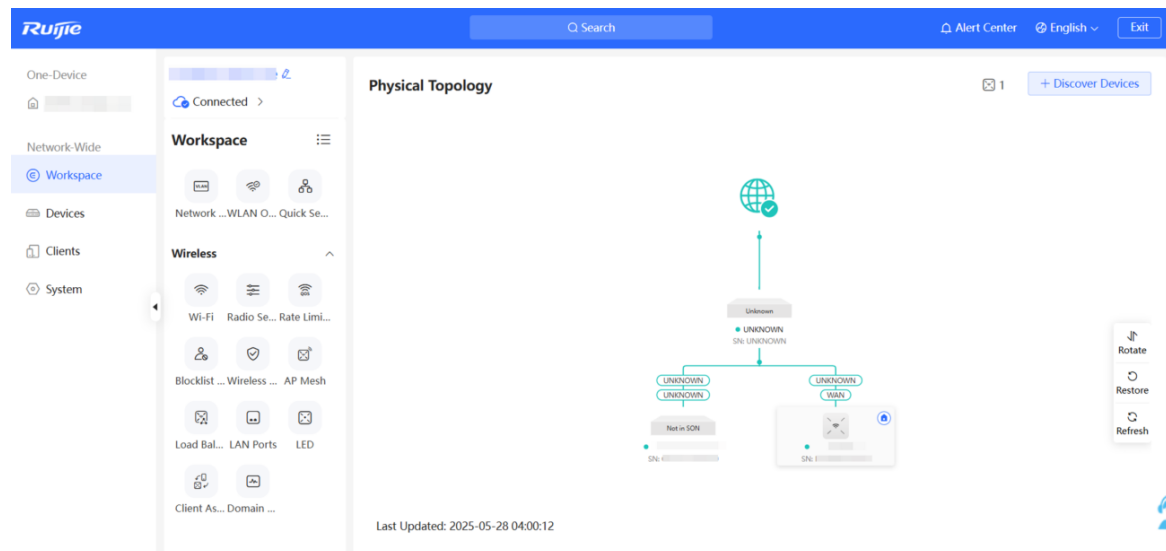 Ruijie
Search
Alert Center
English
Exit
One-Device
Network-Wide
Workspace
Devices
Clients
System
Connected >
Workspace
VLAN
Network ... WLAN O... Quick Se...
Wireless
Wi-Fi Radio Se... Rate Limi...
Blocklist ... Wireless ... AP Mesh
Load Bal... LAN Ports LED
Client As... Domain ...
Physical Topology
1
+ Discover Devices
Unknown
UNKNOWN
SN: UNKNOWN
UNKNOWN UNKNOWN
UNKNOWN WAN
Not in SON
SN:
SN:
Rotate
Restore
Refresh
Last Updated: 2025-05-28 04:00:12